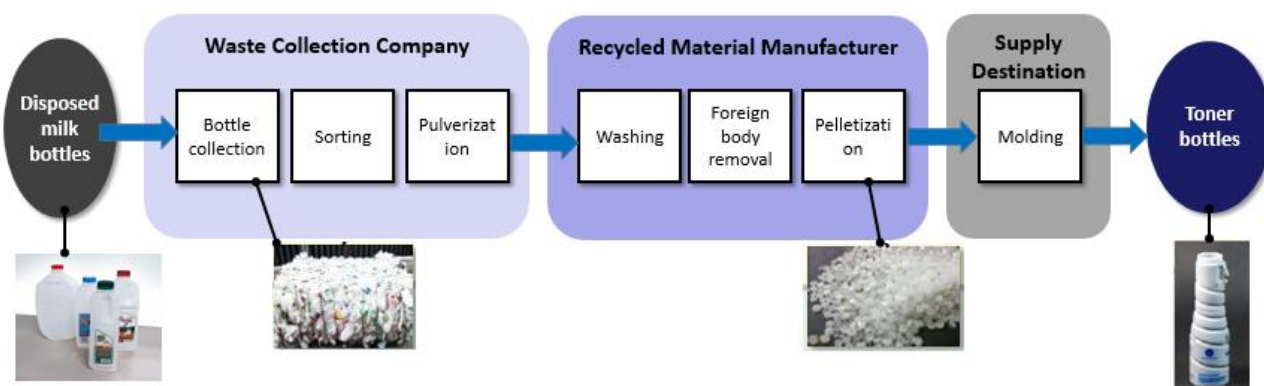 Waste Collection Company
Recycled Material Manufacturer
Supply
Destination
Disposed
milk
bottles
Bottle
collection
Sorting
Pulverizat
ion
Washing
Foreign
body
removal
Pelletizati
on
Molding
Toner
bottles